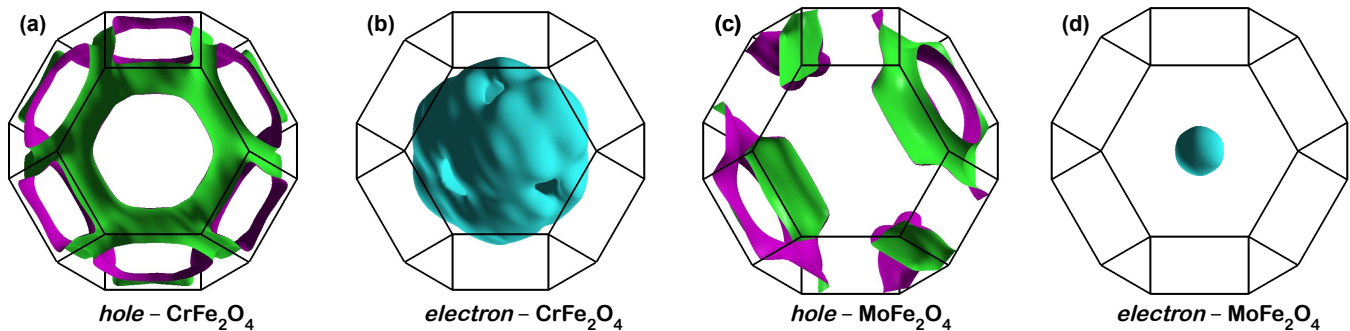 (a) (b) (c) (d)
hole – CrFe₂O₄ electron – CrFe₂O₄ hole – MoFe₂O₄ electron – MoFe₂O₄